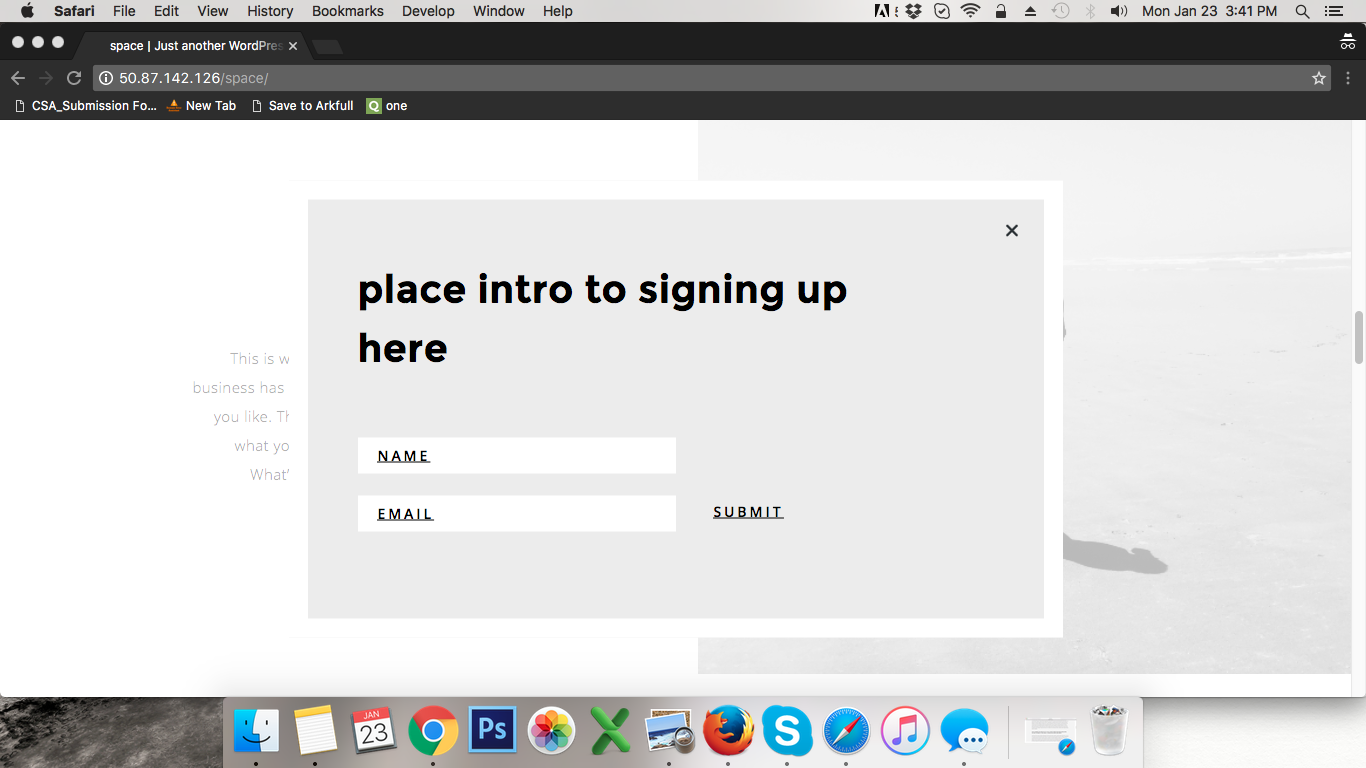 Safari File Edit View History Bookmarks Develop Window Help Mon Jan 23 3:41 PM
space | Just another WordPres
50.87.142.126/space/
CSA_Submission Fo... New Tab Save to Arkfull Q one
place intro to signing up
here
This is w
business has
you like. Th
what yo
What'
NAME
EMAIL
SUBMIT
JAN
23
Ps
S